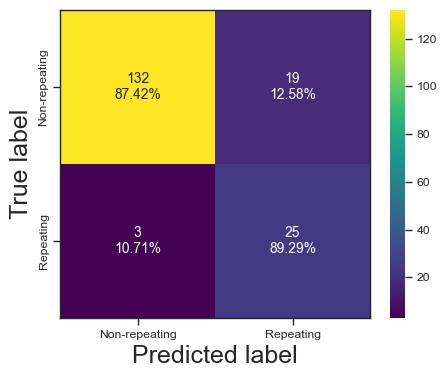 True label
Non-repeating
132
87.42%
19
12.58%
Repeating
3
10.71%
25
89.29%
Non-repeating
Repeating
Predicted label
120
100
80
60
40
20